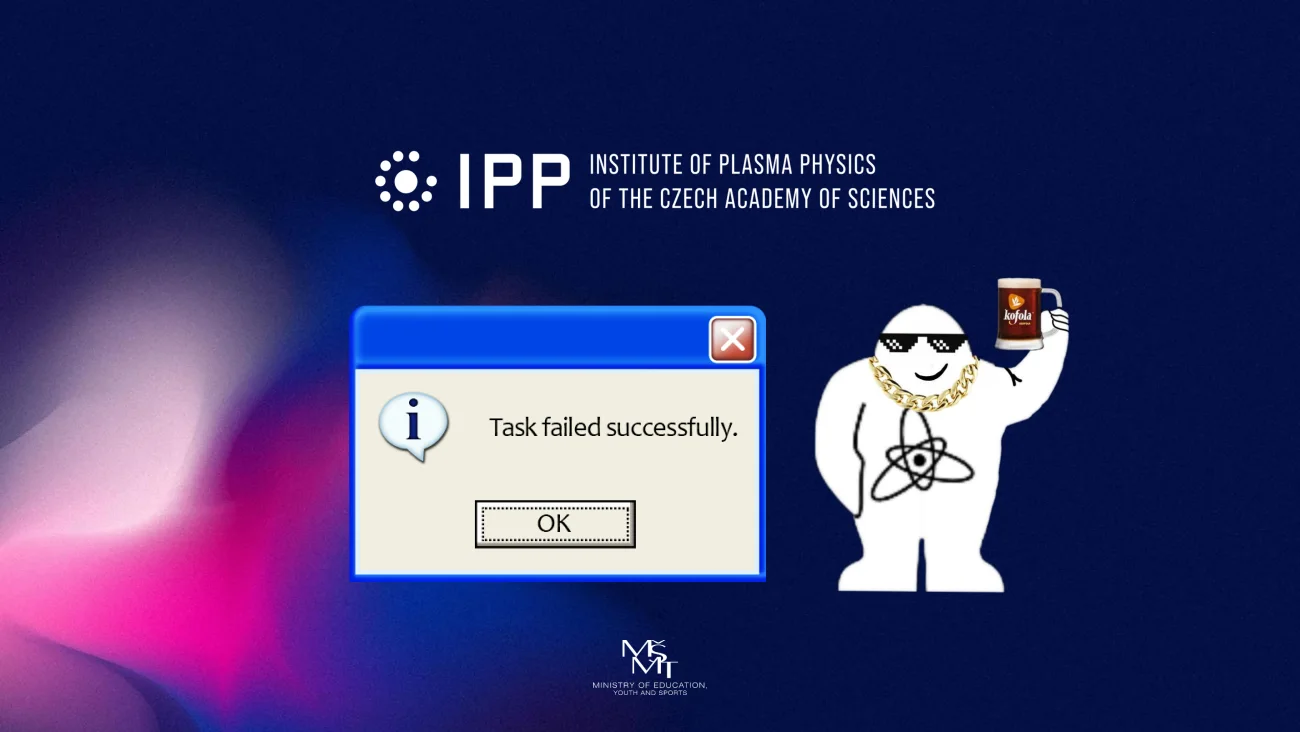 IPP
INSTITUTE OF PLASMA PHYSICS
OF THE CZECH ACADEMY OF SCIENCES
kofola
i
Task failed successfully.
OK
MŠMT
MINISTRY OF EDUCATION,
YOUTH AND SPORTS